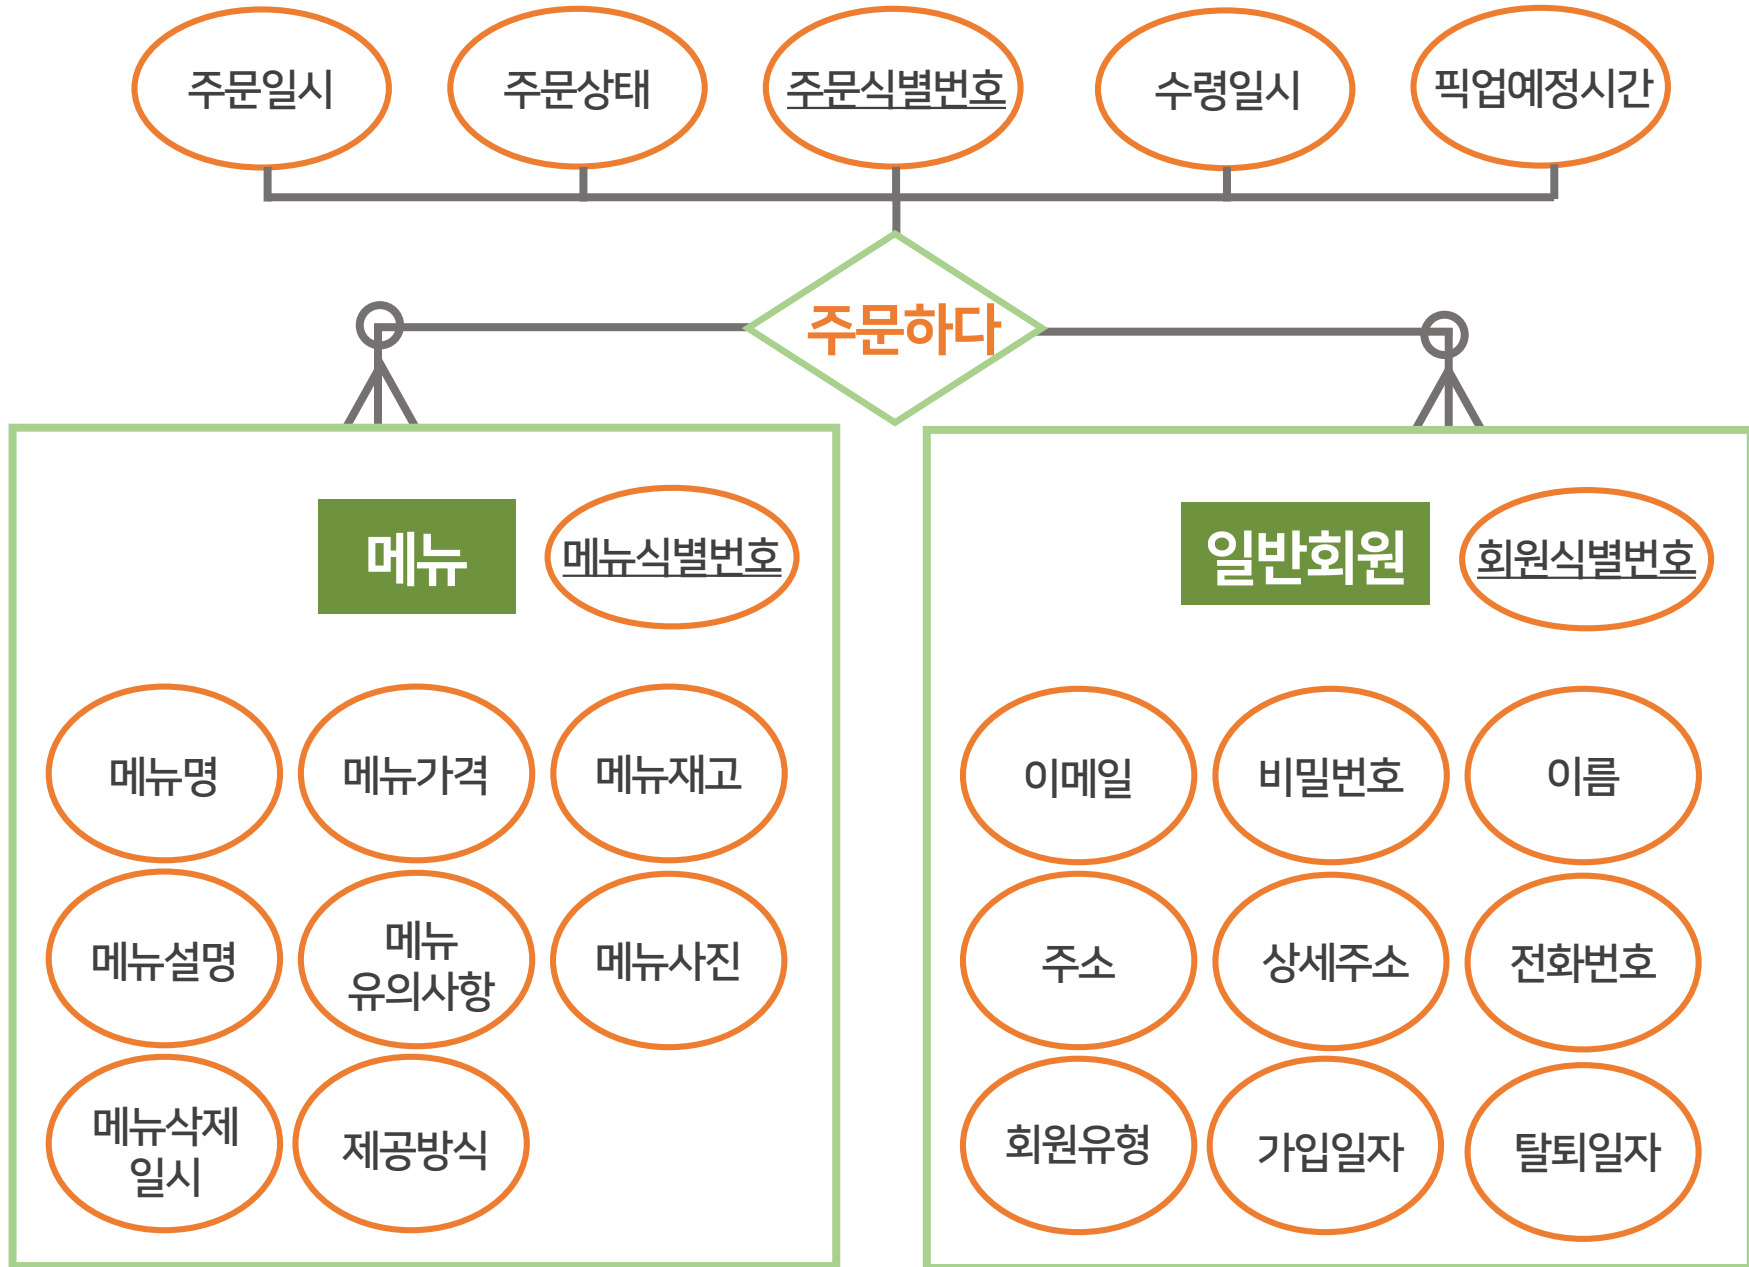 주문일시
주문상태
주문식별번호
수령일시
픽업예정시간
주문하다
메뉴
메뉴식별번호
메뉴명
메뉴가격
메뉴재고
메뉴설명
메뉴
유의사항
메뉴사진
메뉴삭제
일시
제공방식
일반회원
회원식별번호
이메일
비밀번호
이름
주소
상세주소
전화번호
회원유형
가입일자
탈퇴일자